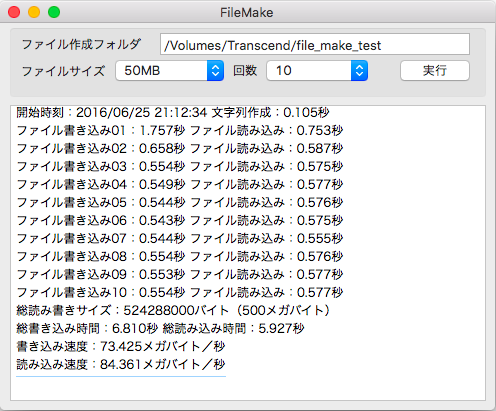 FileMake
ファイル作成フォルダ /Volumes/Transcend/file_make_test
ファイルサイズ 50MB 回数 10 実行
開始時刻：2016/06/25 21:12:34 文字列作成：0.105秒
ファイル書き込み01：1.757秒 ファイル読み込み：0.753秒
ファイル書き込み02：0.658秒 ファイル読み込み：0.587秒
ファイル書き込み03：0.554秒 ファイル読み込み：0.575秒
ファイル書き込み04：0.549秒 ファイル読み込み：0.577秒
ファイル書き込み05：0.544秒 ファイル読み込み：0.576秒
ファイル書き込み06：0.543秒 ファイル読み込み：0.575秒
ファイル書き込み07：0.544秒 ファイル読み込み：0.555秒
ファイル書き込み08：0.554秒 ファイル読み込み：0.576秒
ファイル書き込み09：0.553秒 ファイル読み込み：0.577秒
ファイル書き込み10：0.554秒 ファイル読み込み：0.577秒
総読み書きサイズ：524288000バイト（500メガバイト）
総書き込み時間：6.810秒 総読み込み時間：5.927秒
書き込み速度：73.425メガバイト／秒
読み込み速度：84.361メガバイト／秒